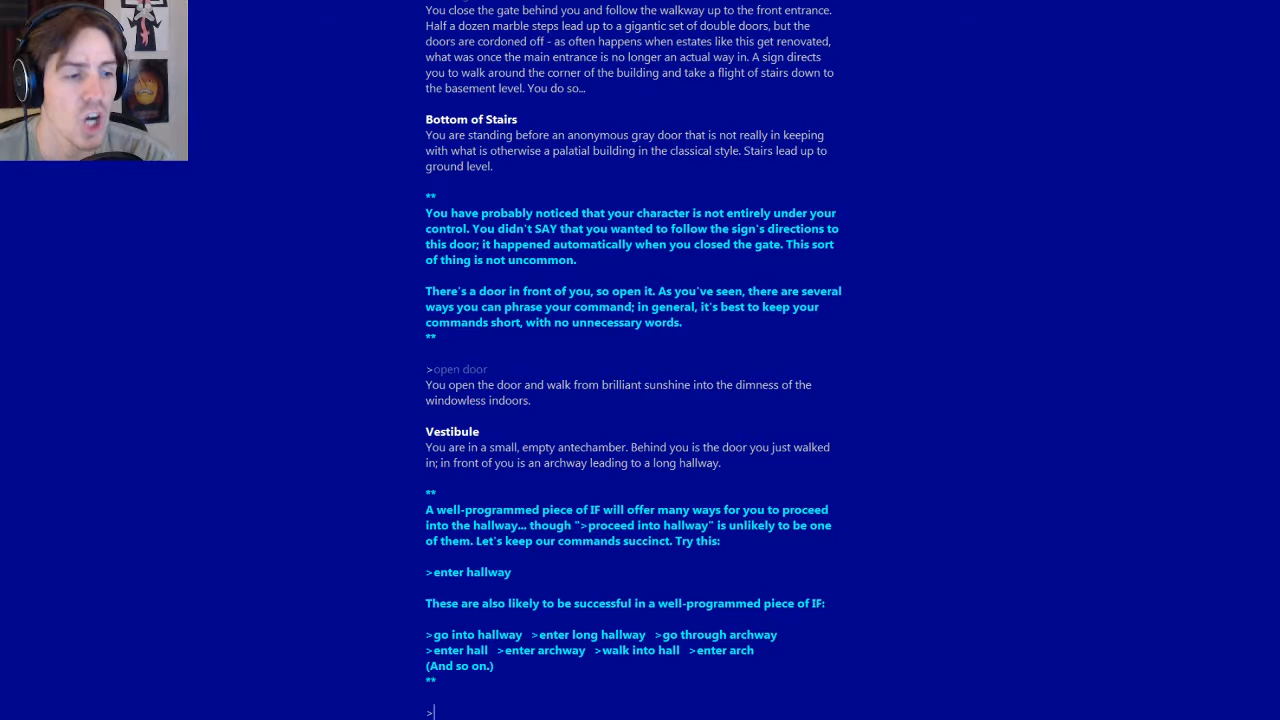 You close the gate behind you and follow the walkway up to the front entrance.
Half a dozen marble steps lead up to a gigantic set of double doors, but the
doors are cordoned off - as often happens when estates like this get renovated,
what was once the main entrance is no longer an actual way in. A sign directs
you to walk around the corner of the building and take a flight of stairs down to
the basement level. You do so...
Bottom of Stairs
You are standing before an anonymous gray door that is not really in keeping
with what is otherwise a palatial building in the classical style. Stairs lead up to
ground level.
**
You have probably noticed that your character is not entirely under your
control. You didn't SAY that you wanted to follow the sign's directions to
this door; it happened automatically when you closed the gate. This sort
of thing is not uncommon.
There's a door in front of you, so open it. As you've seen, there are several
ways you can phrase your command; in general, it's best to keep your
commands short, with no unnecessary words.
**
>open door
You open the door and walk from brilliant sunshine into the dimness of the
windowless indoors.
Vestibule
You are in a small, empty antechamber. Behind you is the door you just walked
in; in front of you is an archway leading to a long hallway.
**
A well-programmed piece of IF will offer many ways for you to proceed
into the hallway... though ">proceed into hallway" is unlikely to be one
of them. Let's keep our commands succinct. Try this:
>enter hallway
These are also likely to be successful in a well-programmed piece of IF:
>go into hallway >enter long hallway >go through archway
>enter hall >enter archway >walk into hall >enter arch
(And so on.)
**
>